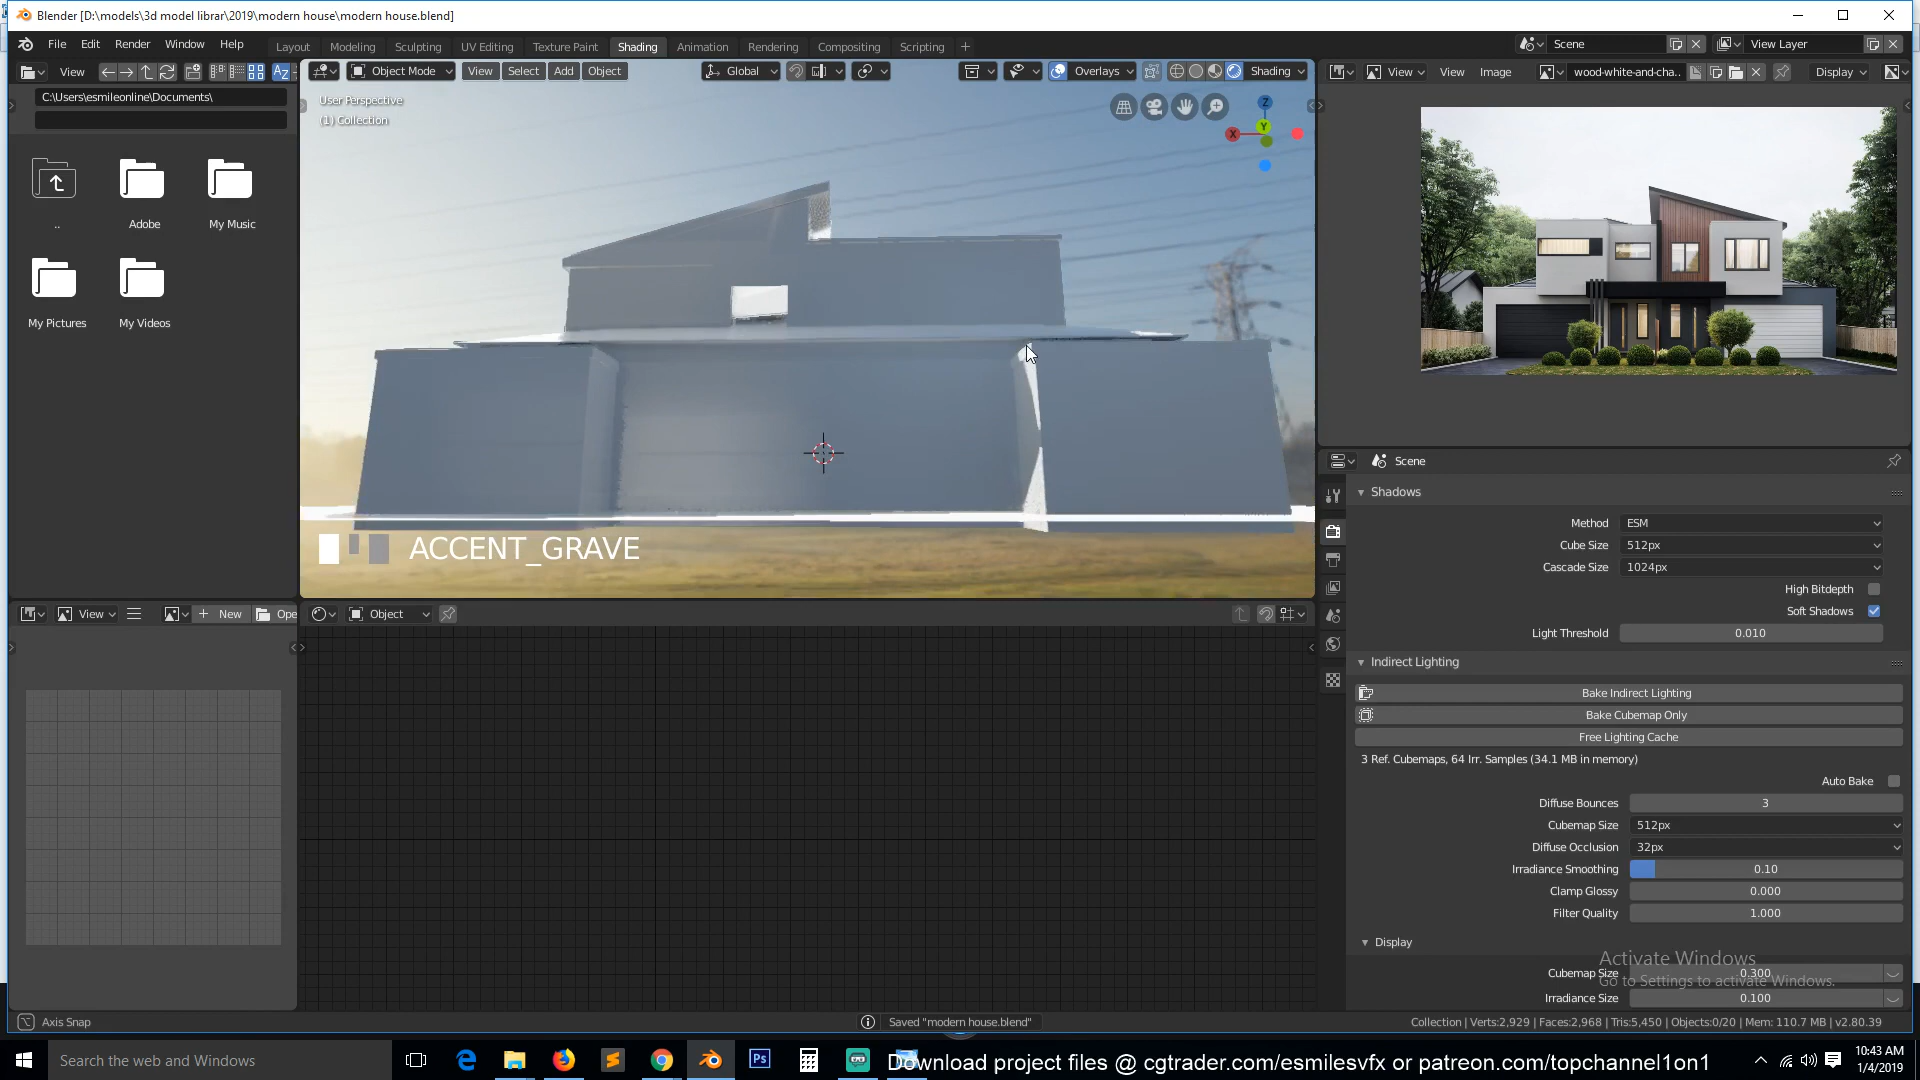 Blender [D:\models\3d model librar\2019\modern house\modern house.blend]
File Edit Render Window Help Layout Modeling Sculpting UV Editing Texture Paint Shading Animation Rendering Compositing Scripting + Scene View Layer
View Object Mode View Select Add Object Global Overlays Shading View View Image wood-white-and-cha.. Display
C:\Users\esmileonline\Documents\
User Perspective
(1) Collection
Z
Y
X
..
Adobe
My Music
My Pictures
My Videos
ACCENT_GRAVE
Scene
Shadows
Method ESM
Cube Size 512px
Cascade Size 1024px
High Bitdepth
Soft Shadows
Light Threshold 0.010
View New Ope Object
Indirect Lighting
Bake Indirect Lighting
Bake Cubemap Only
Free Lighting Cache
3 Ref. Cubemaps, 64 Irr. Samples (34.1 MB in memory)
Auto Bake
Diffuse Bounces 3
Cubemap Size 512px
Diffuse Occlusion 32px
Irradiance Smoothing 0.10
Clamp Glossy 0.000
Filter Quality 1.000
Display
Activate Windows
Cubemap Size 0.300
Go to Settings to activate Windows.
Irradiance Size 0.100
Axis Snap Saved "modern house.blend" Collection | Verts:2,929 | Faces:2,968 | Tris:5,450 | Objects:0/20 | Mem: 110.7 MB | v2.80.39
Search the web and Windows
Ps
Download project files @ cgtrader.com/esmilesvfx or patreon.com/topchannel1on1
10:43 AM
1/4/2019